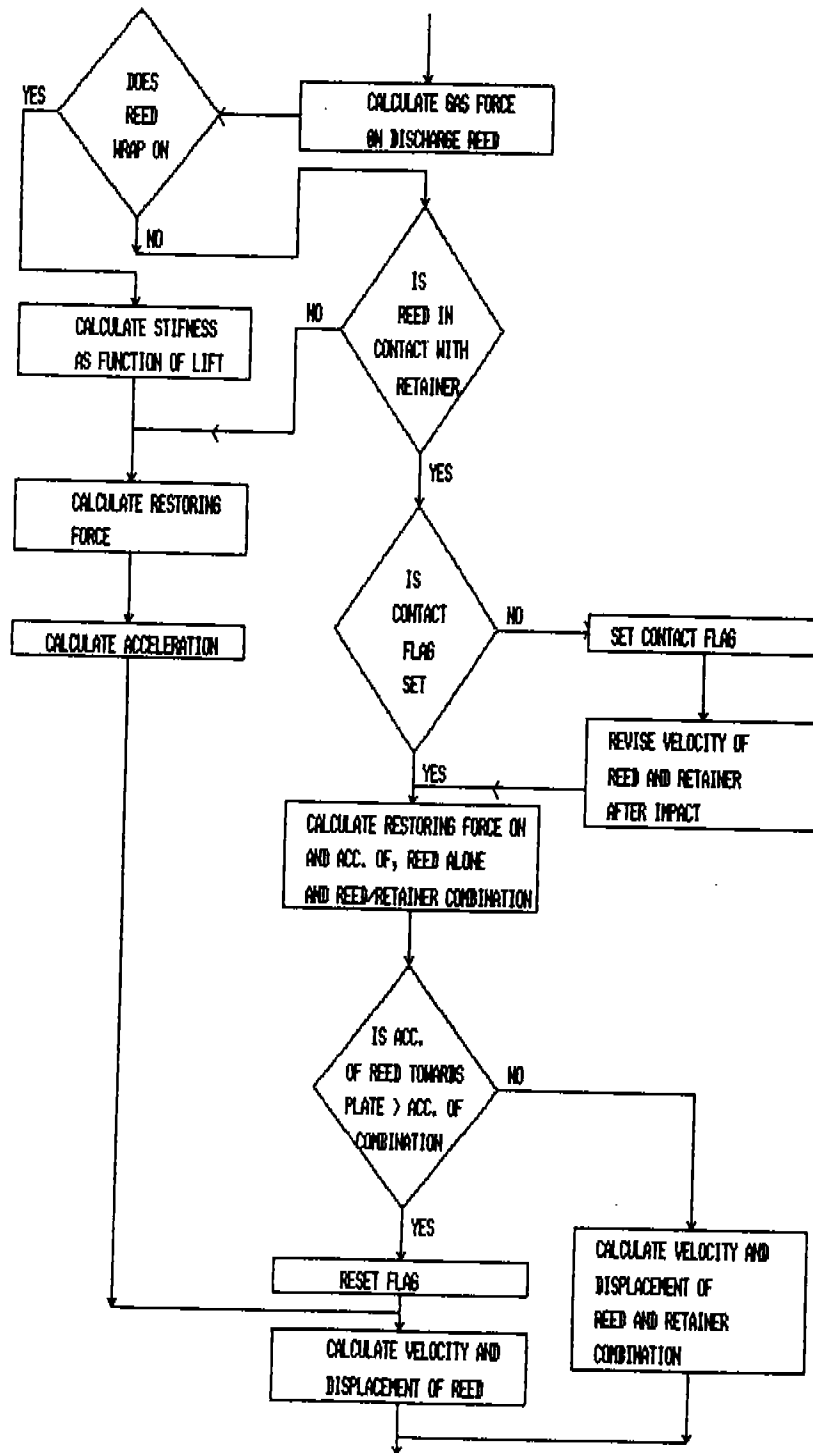 CALCULATE GAS FORCE
ON DISCHARGE REED
DOES
REED
WRAP ON
YES
NO
CALCULATE STIFNESS
AS FUNCTION OF LIFT
IS
REED IN
CONTACT WITH
RETAINER
NO
YES
CALCULATE RESTORING
FORCE
CALCULATE ACCELERATION
IS
CONTACT
FLAG
SET
NO
SET CONTACT FLAG
REVISE VELOCITY OF
REED AND RETAINER
AFTER IMPACT
YES
CALCULATE RESTORING FORCE ON
AND ACC. OF, REED ALONE
AND REED/RETAINER COMBINATION
IS ACC.
OF REED TOWARDS
PLATE > ACC. OF
COMBINATION
NO
YES
RESET FLAG
CALCULATE VELOCITY AND
DISPLACEMENT OF REED
CALCULATE VELOCITY AND
DISPLACEMENT OF
REED AND RETAINER
COMBINATION